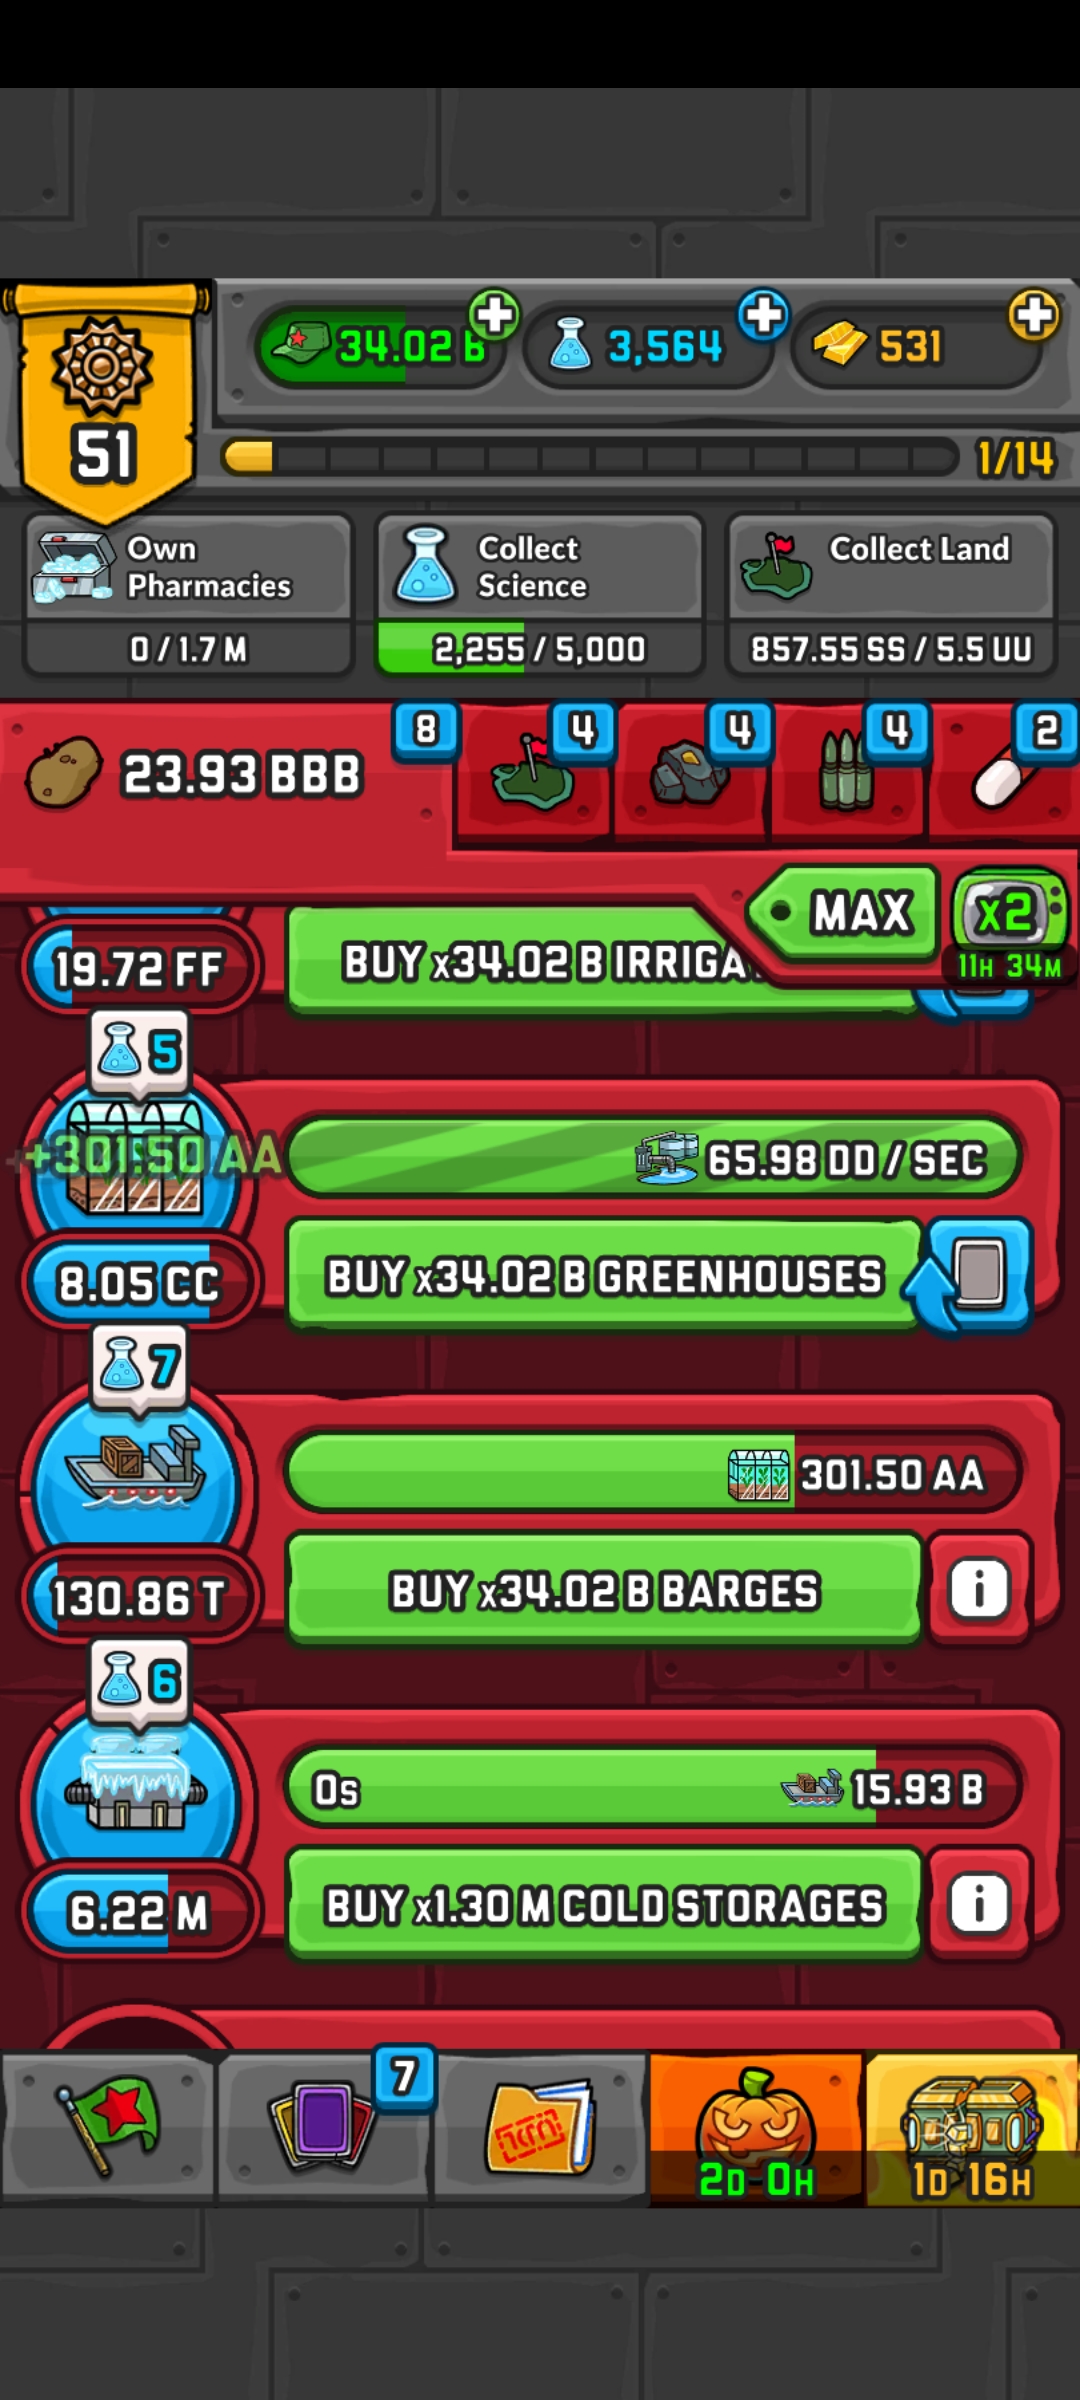 34.02 B
3,564
531
51
1/14
Own
Pharmacies
0 / 1.7 M
Collect
Science
2,255 / 5,000
Collect Land
857.55 SS / 5.5 UU
23.93 BBB
8
4
4
4
2
MAX
x2
11H 34M
19.72 FF
BUY x34.02 B
5
+301.50 AA
65.98 DD / SEC
8.05 CC
BUY x34.02 B GREENHOUSES
7
301.50 AA
130.86 T
BUY x34.02 B BARGES
i
6
0s
15.93 B
6.22 M
BUY x1.30 M COLD STORAGES
i
7
2D 0H
1D 16H